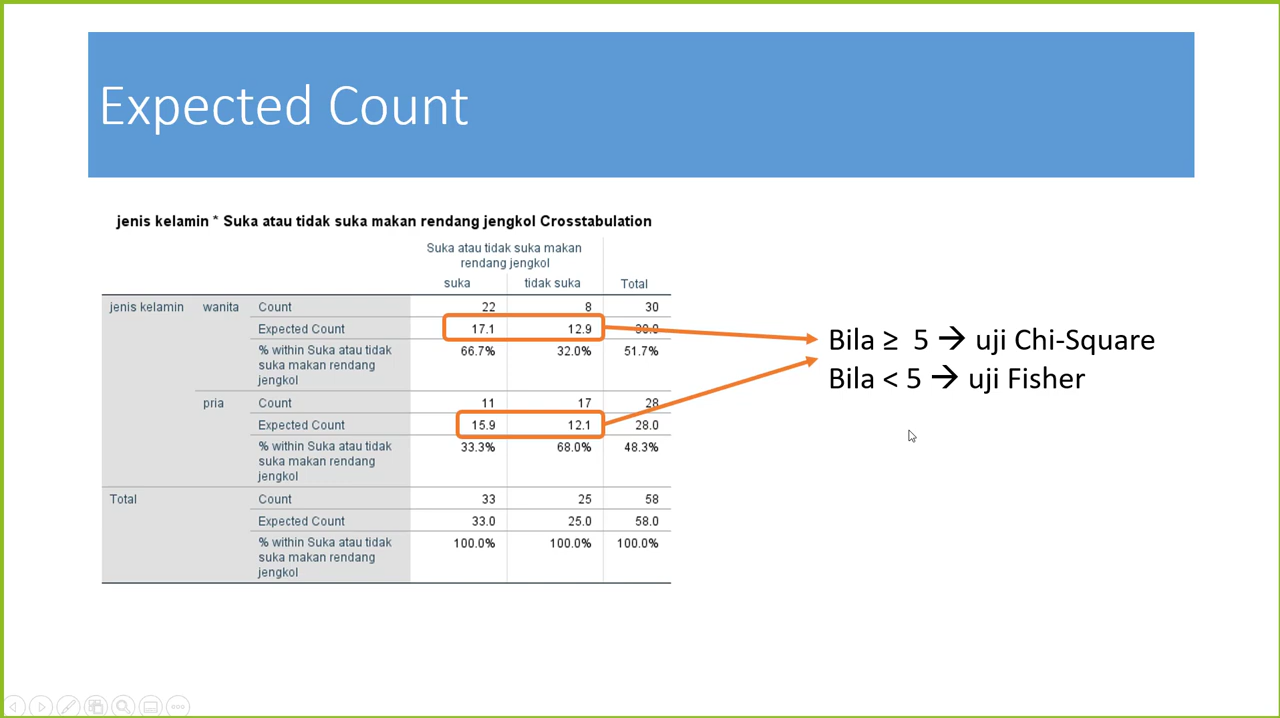 Expected Count
jenis kelamin * Suka atau tidak suka makan rendang jengkol Crosstabulation
Suka atau tidak suka makan
rendang jengkol
suka tidak suka Total
jenis kelamin wanita Count 22 8 30
Expected Count 17.1 12.9 30.0
% within Suka atau tidak 66.7% 32.0% 51.7%
suka makan rendang
jengkol
pria Count 11 17 28
Expected Count 15.9 12.1 28.0
% within Suka atau tidak 33.3% 68.0% 48.3%
suka makan rendang
jengkol
Total Count 33 25 58
Expected Count 33.0 25.0 58.0
% within Suka atau tidak 100.0% 100.0% 100.0%
suka makan rendang
jengkol
Bila ≥ 5 → uji Chi-Square
Bila < 5 → uji Fisher